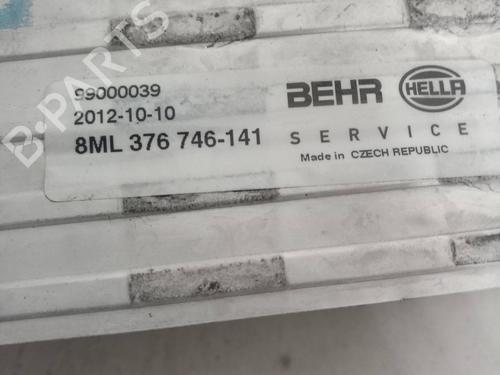 99000039
2012-10-10
8ML 376 746-141
BEHR HELLA
SERVICE
Made in CZECH REPUBLIC
B-PARTS